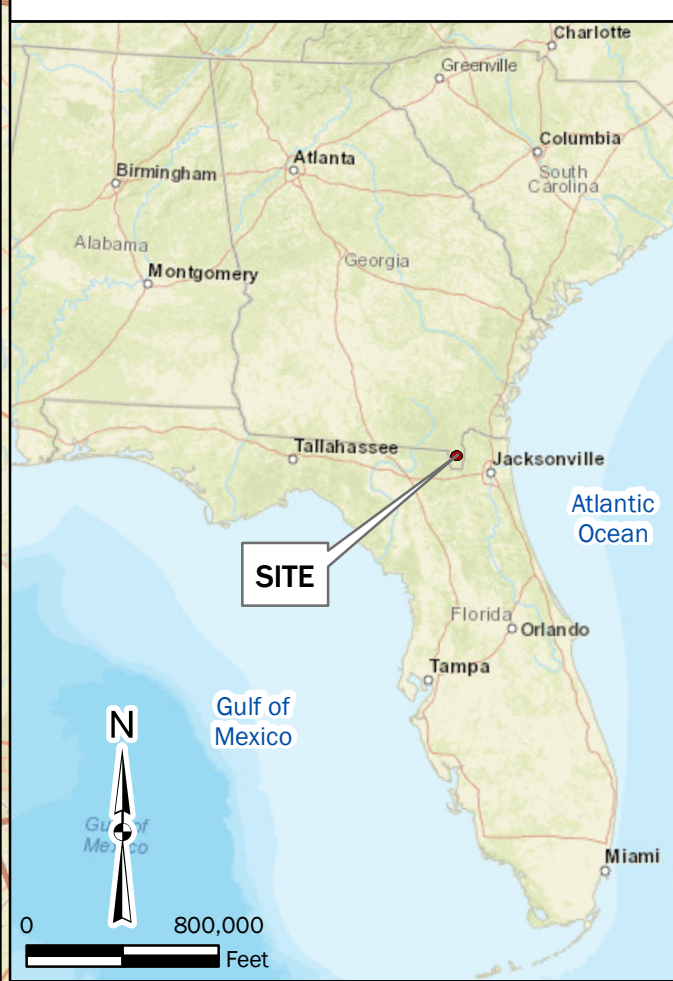 Charlotte
Greenville
Columbia
South
Carolina
Atlanta
Birmingham
Alabama
Georgia
Montgomery
Tallahassee
Jacksonville
Atlantic
Ocean
SITE
Florida
Orlando
Tampa
Gulf of
Mexico
N
Gulf of
Mexico
Miami
0 800,000
Feet